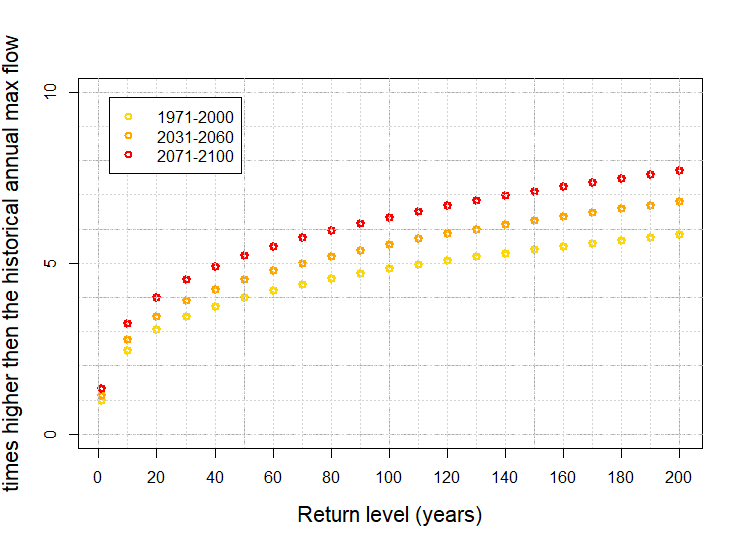 times higher then the historical annual max flow
10
5
0
1971-2000
2031-2060
2071-2100
0 20 40 60 80 100 120 140 160 180 200
Return level (years)